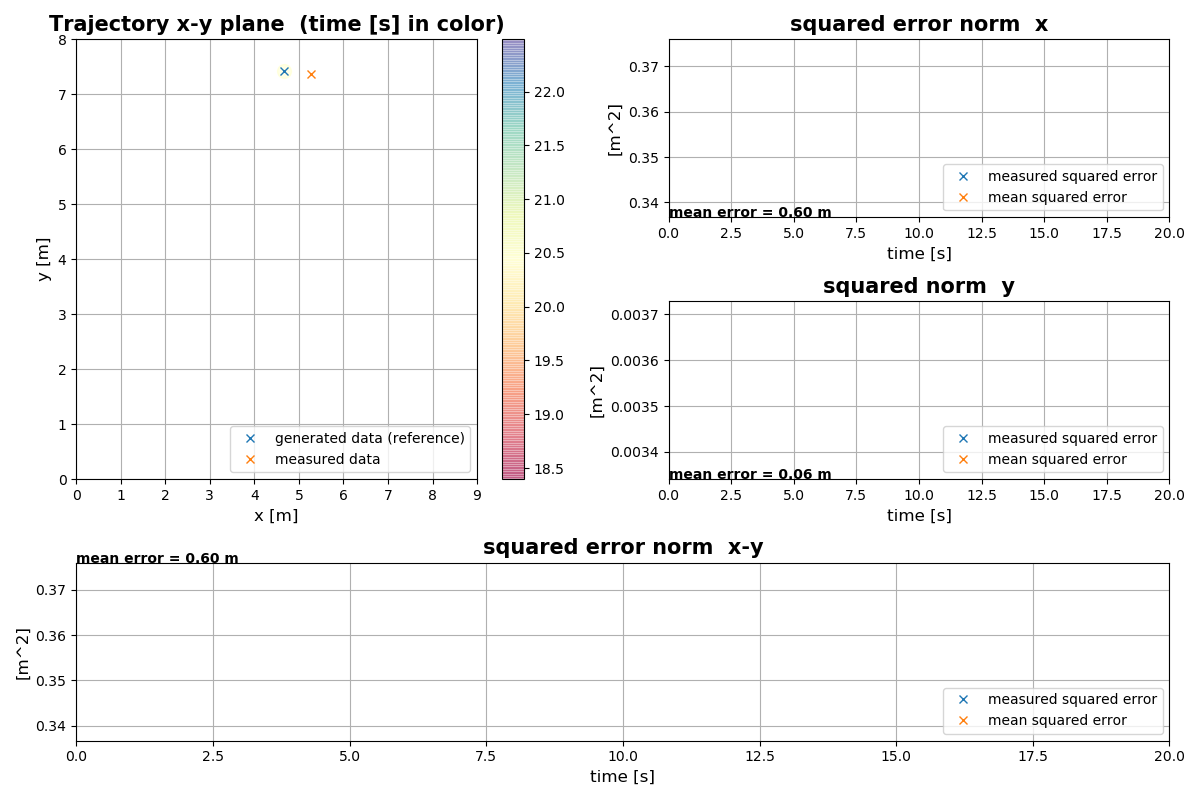 Trajectory x-y plane  (time [s] in color)
8
7
6
5
4
3
2
1
0
y [m]
0 1 2 3 4 5 6 7 8 9
x [m]
generated data (reference)
measured data
22.0
21.5
21.0
20.5
20.0
19.5
19.0
18.5
squared error norm  x
0.37
0.36
0.35
0.34
[m^2]
measured squared error
mean squared error
mean error = 0.60 m
0.0 2.5 5.0 7.5 10.0 12.5 15.0 17.5 20.0
time [s]
squared norm  y
0.0037
0.0036
0.0035
0.0034
[m^2]
measured squared error
mean squared error
mean error = 0.06 m
0.0 2.5 5.0 7.5 10.0 12.5 15.0 17.5 20.0
time [s]
squared error norm  x-y
mean error = 0.60 m
0.37
0.36
0.35
0.34
[m^2]
measured squared error
mean squared error
0.0 2.5 5.0 7.5 10.0 12.5 15.0 17.5 20.0
time [s]